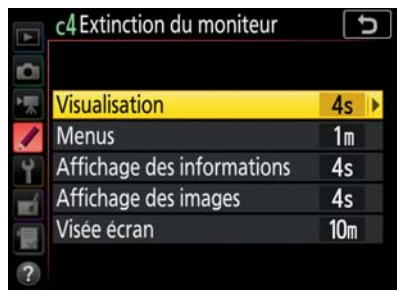 c4 Extinction du moniteur
Visualisation 4s
Menus 1m
Affichage des informations 4s
Affichage des images 4s
Visée écran 10m
?